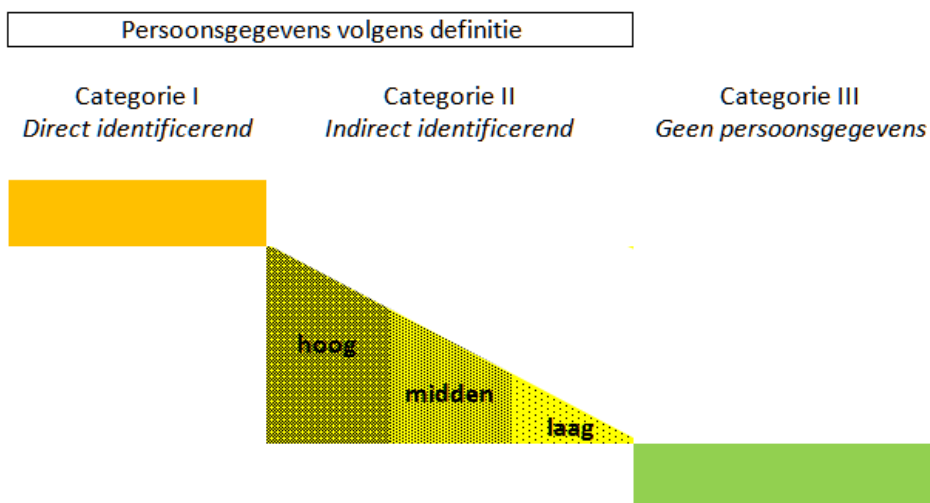 Persoonsgegevens volgens definitie
Categorie I
Direct identificerend
Categorie II
Indirect identificerend
Categorie III
Geen persoonsgegevens
hoog
midden
laag